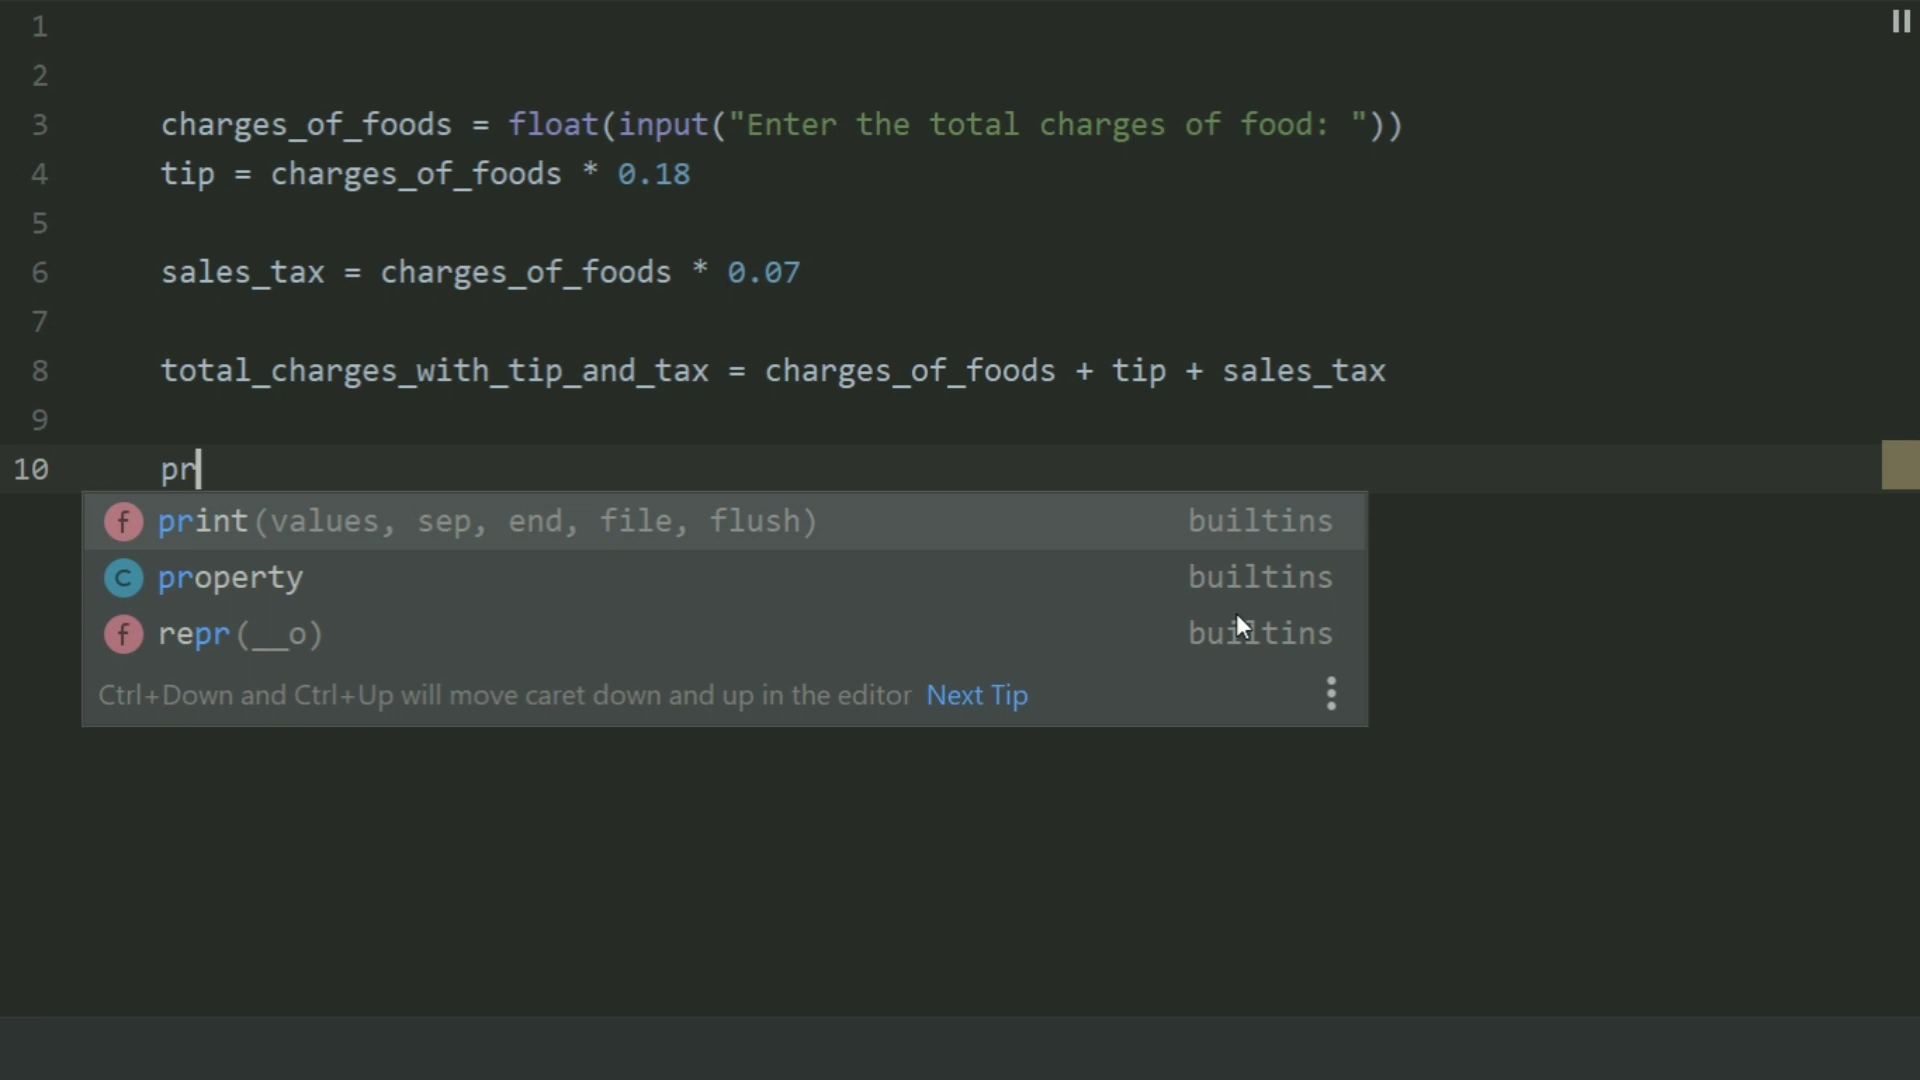 1
2
3 charges_of_foods = float(input("Enter the total charges of food: "))
4 tip = charges_of_foods * 0.18
5
6 sales_tax = charges_of_foods * 0.07
7
8 total_charges_with_tip_and_tax = charges_of_foods + tip + sales_tax
9
10 pr
f print(values, sep, end, file, flush) builtins
c property builtins
f repr(__o) builtins
Ctrl+Down and Ctrl+Up will move caret down and up in the editor Next Tip